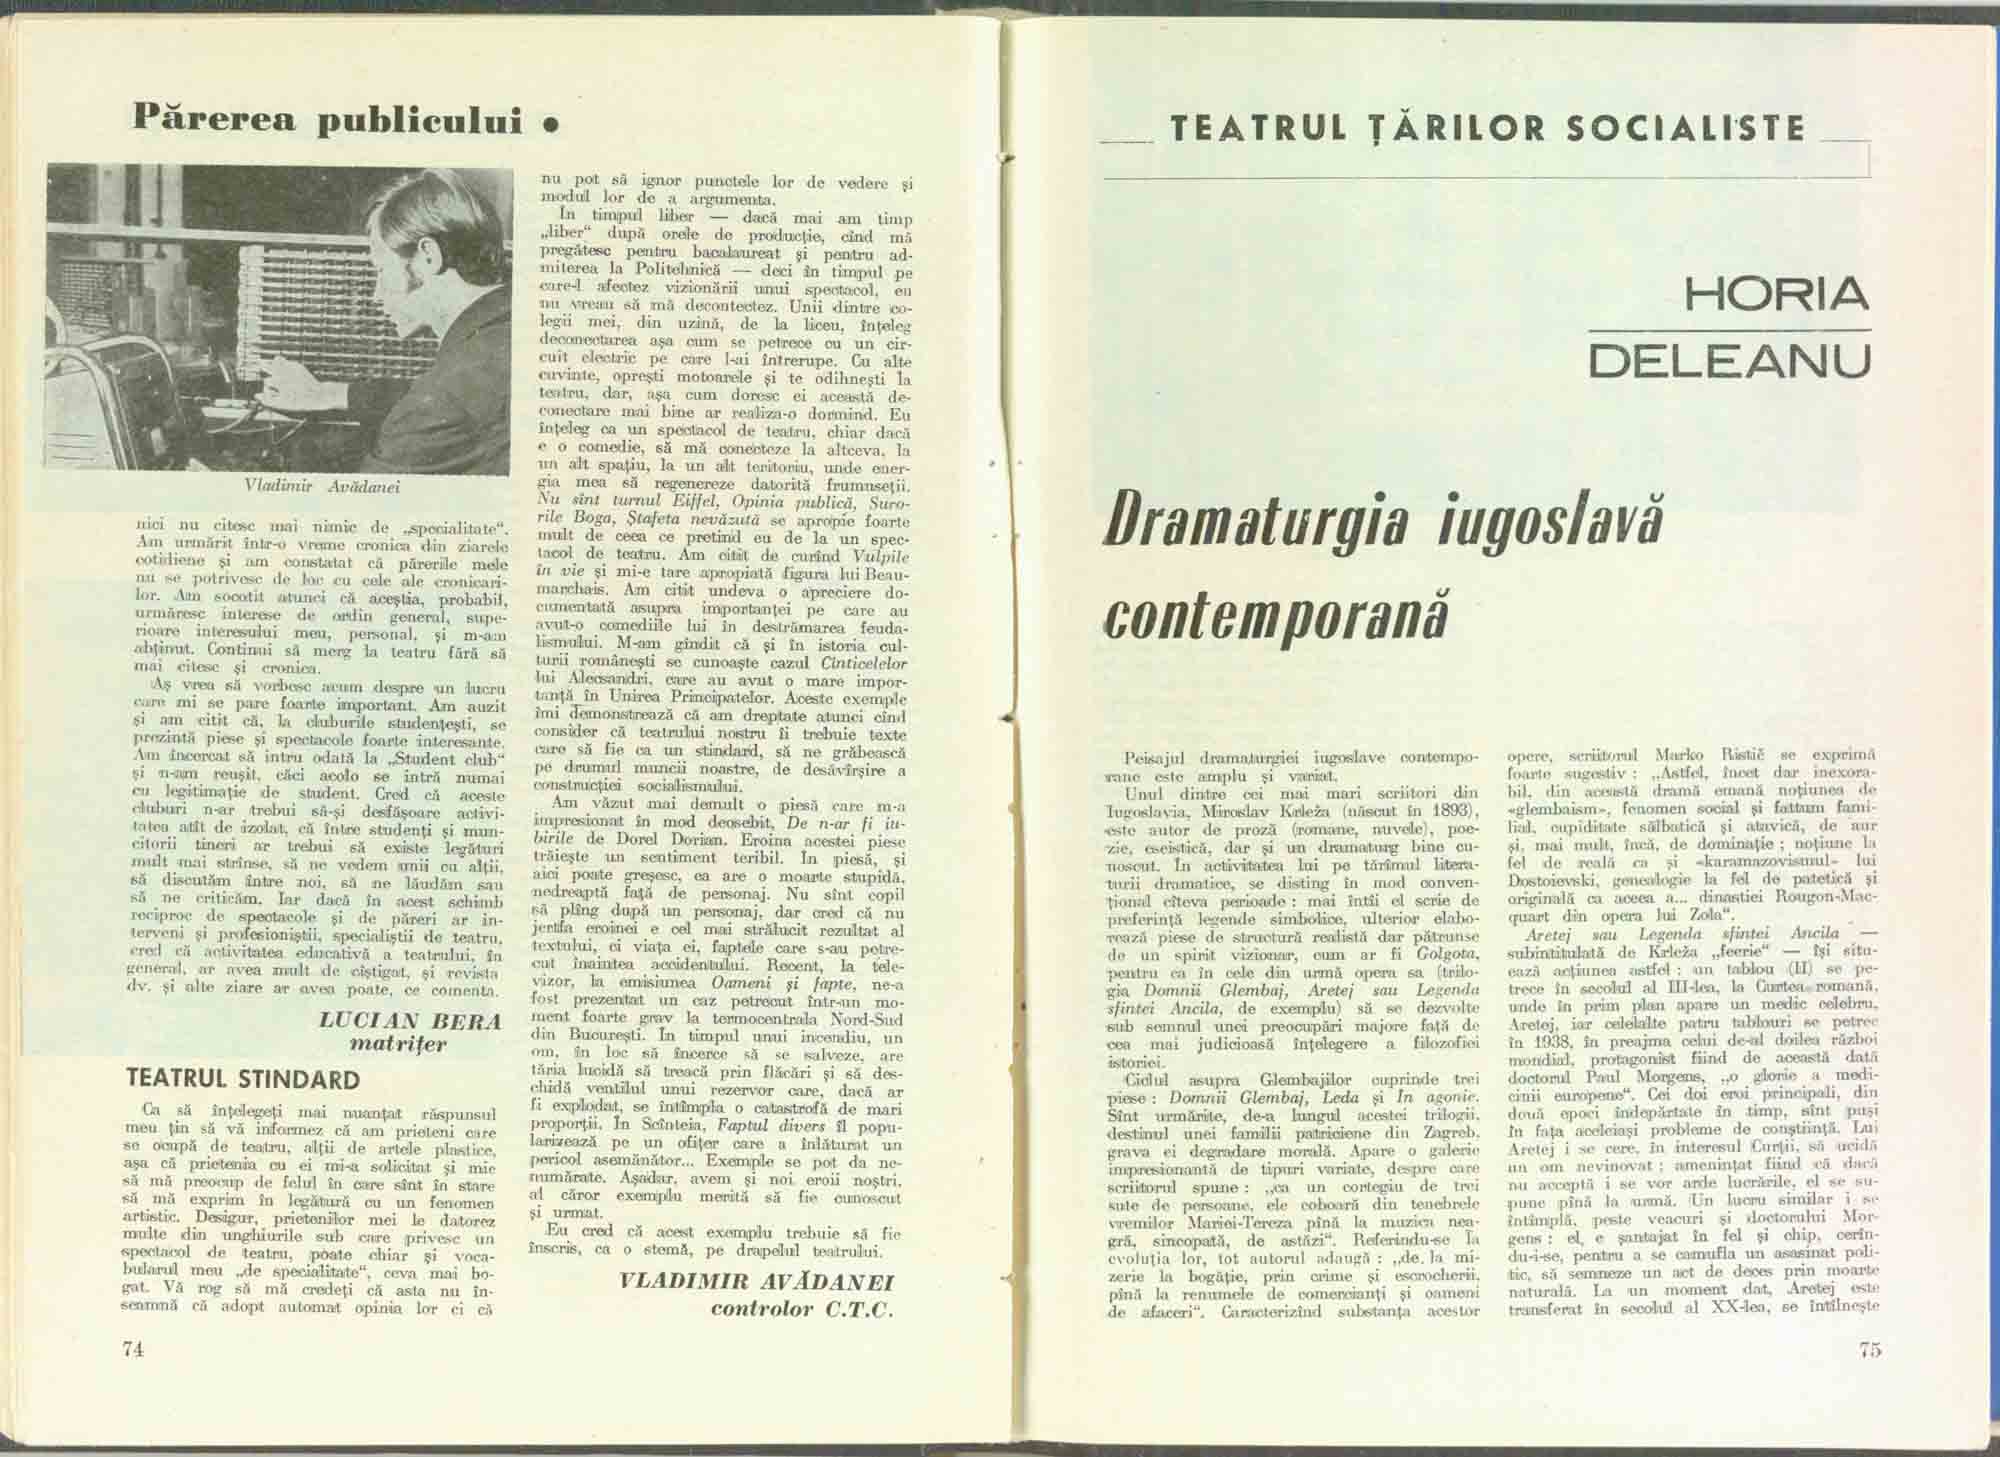 Părerea publicului •
Vladimir Avădanei
nici nu citesc mai nimic de „specialitate“.
Am urmărit într-o vreme cronica din ziarele
cotidiene și am constatat că părerile mele
nu se potrivesc de loc cu cele ale cronicari-
lor. Am socotit atunci că aceștia, probabil,
urmăresc interese de ordin general, supe-
rioare interesului meu, personal, și m-am
abținut. Continui să merg la teatru fără să
mai citesc și cronica.
Aș vrea să vorbesc acum despre un lucru
care mi se pare foarte important. Am auzit
și am citit că, la cluburile studențești, se
prezintă piese și spectacole foarte interesante.
Am încercat să intru odată la „Student club“
și n-am reușit, căci acolo se intră numai
cu legitimație de student. Cred că aceste
cluburi n-ar trebui să-și desfășoare activi-
tatea atît de izolat, că între studenți și mun-
citorii tineri ar trebui să existe legături
mult mai strînse, să ne vedem unii cu alții,
să discutăm între noi, să ne lăudăm sau
să ne criticăm. Iar dacă în acest schimb
reciproc de spectacole și de păreri ar in-
terveni și profesioniștii, specialiștii de teatru,
cred că activitatea educativă a teatrului, în
general, ar avea mult de cîștigat, și revista
dv. și alte ziare ar avea poate, ce comenta.
LUCIAN BERA
matrițer
TEATRUL STINDARD
Ca să înțelegeți mai nuanțat răspunsul
meu țin să vă informez că am prieteni care
se ocupă de teatru, alții de artele plastice,
așa că prietenia cu ei mi-a solicitat și mie
să mă preocup de felul în care sînt în stare
să mă exprim în legătură cu un fenomen
artistic. Desigur, prietenilor mei le datorez
multe din unghiurile sub care privesc un
spectacol de teatru, poate chiar și voca-
bularul meu „de specialitate“, ceva mai bo-
gat. Vă rog să mă credeți că asta nu în-
seamnă că adopt automat opinia lor ci că
nu pot să ignor punctele lor de vedere și
modul lor de a argumenta.
În timpul liber — dacă mai am timp
„liber“ după orele de producție, cînd mă
pregătesc pentru bacalaureat și pentru ad-
miterea la Politehnică — deci în timpul pe
care-l afectez vizionării unui spectacol, eu
nu vreau să mă decontectez. Unii dintre co-
legii mei, din uzină, de la liceu, înțeleg
deconectarea așa cum se petrece cu un cir-
cuit electric pe care l-ai întrerupe. Cu alte
cuvinte, oprești motoarele și te odihnești la
teatru, dar, așa cum doresc ei această de-
conectare mai bine ar realiza-o dormind. Eu
înțeleg ca un spectacol de teatru, chiar dacă
e o comedie, să mă conecteze la altceva, la
un alt spațiu, la un alt teritoriu, unde ener-
gia mea să regenereze datorită frumuseții.
Nu sînt turnul Eiffel, Opinia publică, Suro-
rile Boga, Ștafeta nevăzută se apropie foarte
mult de ceea ce pretind eu de la un spec-
tacol de teatru. Am citit de curînd Vulpile
în vie și mi-e tare apropiată figura lui Beau-
marchais. Am citit undeva o apreciere do-
cumentată asupra importanței pe care au
avut-o comediile lui în destrămarea feuda-
lismului. M-am gîndit că și în istoria cul-
turii românești se cunoaște cazul Cînticelelor
lui Alecsandri, care au avut o mare impor-
tanță în Unirea Principatelor. Aceste exemple
îmi demonstrează că am dreptate atunci cînd
consider că teatrului nostru îi trebuie texte
care să fie ca un stindard, să ne grăbească
pe drumul muncii noastre, de desăvîrșire a
construcției socialismului.
Am văzut mai demult o piesă care m-a
impresionat în mod deosebit, De n-ar fi iu-
birile de Dorel Dorian. Eroina acestei piese
trăiește un sentiment teribil. În piesă, și
aici poate greșesc, ea are o moarte stupidă,
nedreaptă față de personaj. Nu sînt copil
să plîng după un personaj, dar cred că nu
jertfa eroinei e cel mai strălucit rezultat al
textului, ci viața ei, faptele care s-au petre-
cut înaintea accidentului. Recent, la tele-
vizor, la emisiunea Oameni și fapte, ne-a
fost prezentat un caz petrecut într-un mo-
ment foarte grav la termocentrala Nord-Sud
din București. În timpul unui incendiu, un
om, în loc să încerce să se salveze, are
tăria lucidă să treacă prin flăcări și să des-
chidă ventilul unui rezervor care, dacă ar
fi explodat, se întîmpla o catastrofă de mari
proporții. În Scînteia, Faptul divers îl popu-
larizează pe un ofițer care a înlăturat un
pericol asemănător... Exemple se pot da ne-
numărate. Așadar, avem și noi eroii noștri,
al căror exemplu merită să fie cunoscut
și urmat.
Eu cred că acest exemplu trebuie să fie
înscris, ca o stemă, pe drapelul teatrului.
VLADIMIR AVĂDANEI
controlor C.T.C.
74
TEATRUL ȚĂRILOR SOCIALISTE
HORIA
DELEANU
Dramaturgia iugoslavă
contemporană
Peisajul dramaturgiei iugoslave contempo-
rane este amplu și variat.
Unul dintre cei mai mari scriitori din
Iugoslavia, Miroslav Krleža (născut în 1893),
este autor de proză (romane, nuvele), poe-
zie, eseistică, dar și un dramaturg bine cu-
noscut. În activitatea lui pe tărîmul litera-
turii dramatice, se disting în mod conven-
țional cîteva perioade : mai întîi el scrie de
preferință legende simbolice, ulterior elabo-
rează piese de structură realistă dar pătrunse
de un spirit vizionar, cum ar fi Golgota,
pentru ca în cele din urmă opera sa (trilo-
gia Domnii Glembaj, Aretej sau Legenda
sfintei Ancila, de exemplu) să se dezvolte
sub semnul unei preocupări majore față de
cea mai judicioasă înțelegere a filozofiei
istoriei.
Ciclul asupra Glembajilor cuprinde trei
piese : Domnii Glembaj, Leda și În agonie.
Sînt urmărite, de-a lungul acestei trilogii,
destinul unei familii patriciene din Zagreb,
grava ei degradare morală. Apare o galerie
impresionantă de tipuri variate, despre care
scriitorul spune : „ca un cortegiu de trei
sute de persoane, ele coboară din tenebrele
vremilor Mariei-Tereza pînă la muzica nea-
gră, sincopată, de astăzi“. Referindu-se la
evoluția lor, tot autorul adaugă : „de la mi-
zerie la bogăție, prin crime și escrocherii,
pînă la renumele de comercianți și oameni
de afaceri“. Caracterizînd substanța acestor
opere, scriitorul Marko Ristič se exprimă
foarte sugestiv : „Astfel, încet dar inexora-
bil, din această dramă emană noțiunea de
«glembaism», fenomen social și fattum fami-
lial, cupiditate sălbatică și atavică, de aur
și, mai mult, încă, de dominație ; noțiune la
fel de reală ca și «karamazovismul» lui
Dostoievski, genealogie la fel de patetică și
originală ca aceea a... dinastiei Rougon-Mac-
quart din opera lui Zola“.
Aretej sau Legenda sfintei Ancila —
subintitulată de Krleža „feerie“ — își situ-
ează acțiunea astfel : un tablou (II) se pe-
trece în secolul al III-lea, la Curtea romană,
unde în prim plan apare un medic celebru,
Aretej, iar celelalte patru tablouri se petrec
în 1938, în preajma celui de-al doilea război
mondial, protagonist fiind de această dată
doctorul Paul Morgens, „o glorie a medi-
cinii europene“. Cei doi eroi principali, din
două epoci îndepărtate în timp, sînt puși
în fața aceleiași probleme de conștiință. Lui
Aretej i se cere, în interesul Curții, să ucidă
un om nevinovat ; amenințat fiind că dacă
nu acceptă i se vor arde lucrările, el se su-
pune pînă la urmă. Un lucru similar i se
întîmplă, peste veacuri și doctorului Mor-
gens : el, e șantajat în fel și chip, cerîn-
du-i-se, pentru a se camufla un asasinat poli-
tic, să semneze un act de deces prin moarte
naturală. La un moment dat, Aretej este
transferat în secolul al XX-lea, se întîlnește
75